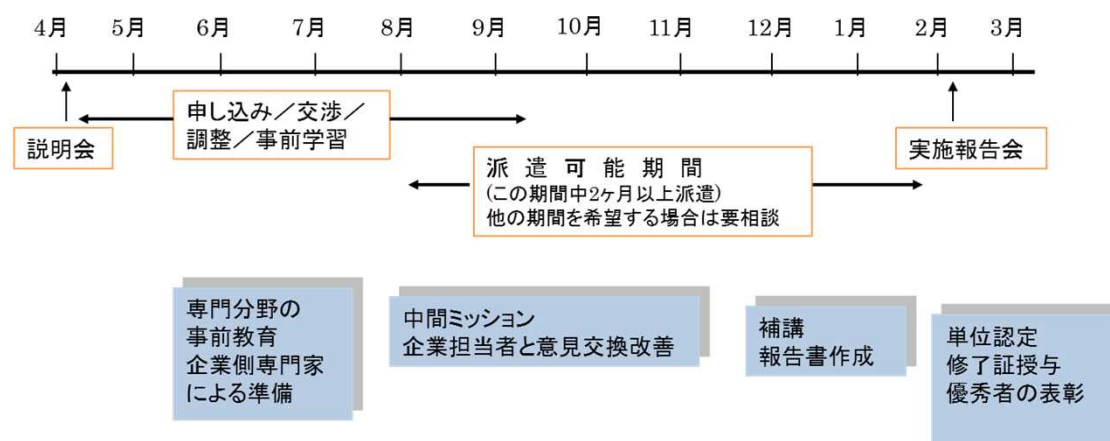 4月 5月 6月 7月 8月 9月 10月 11月 12月 1月 2月 3月
説明会
申し込み／交渉／
調整／事前学習
派遣可能期間
(この期間中2ヶ月以上派遣)
他の期間を希望する場合は要相談
実施報告会
専門分野の
事前教育
企業側専門家
による準備
中間ミッション
企業担当者と意見交換改善
補講
報告書作成
単位認定
修了証授与
優秀者の表彰